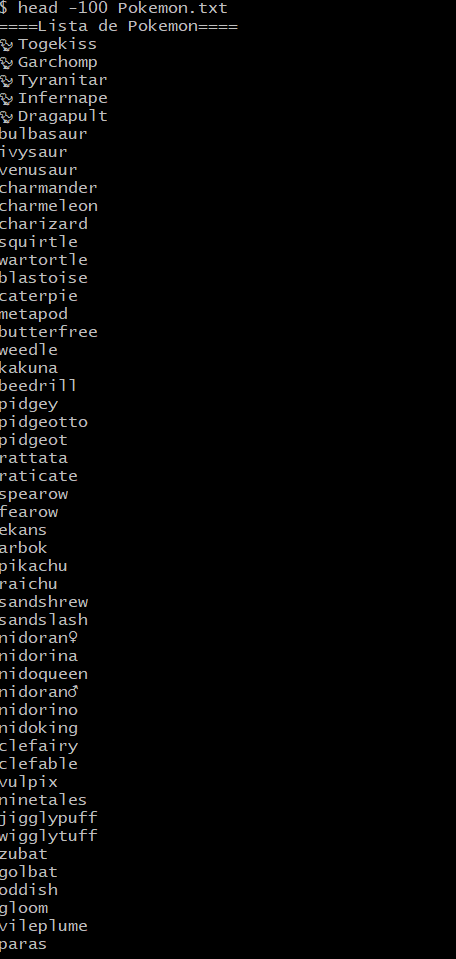 $ head -100 Pokemon.txt
====Lista de Pokemon====
🐉Togekiss
🐉Garchomp
🐉Tyranitar
🐉Infernape
🐉Dragapult
bulbasaur
ivysaur
venusaur
charmander
charmeleon
charizard
squirtle
wartortle
blastoise
caterpie
metapod
butterfree
weedle
kakuna
beedrill
pidgey
pidgeotto
pidgeot
rattata
raticate
spearow
fearow
ekans
arbok
pikachu
raichu
sandshrew
sandslash
nidoran♀
nidorina
nidoqueen
nidoran♂
nidorino
nidoking
clefairy
clefable
vulpix
ninetales
jigglypuff
wigglytuff
zubat
golbat
oddish
gloom
vileplume
paras